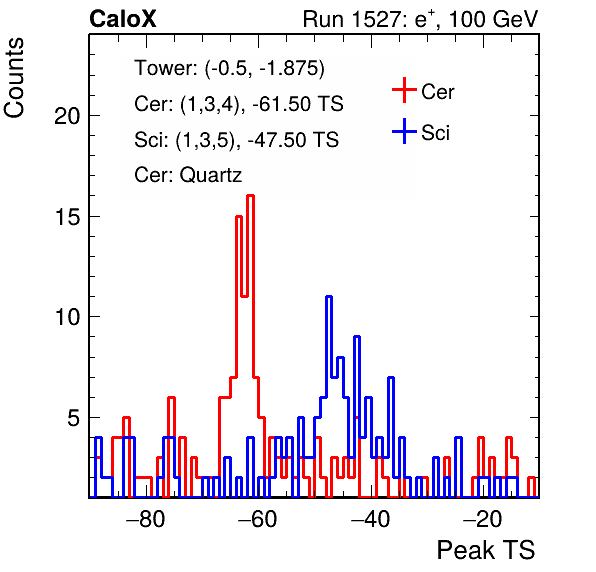 CaloX Run 1527: e⁺, 100 GeV
Counts
Tower: (-0.5, -1.875)
Cer: (1,3,4), -61.50 TS
Sci: (1,3,5), -47.50 TS
Cer: Quartz
Cer
Sci
20
15
10
5
−80 −60 −40 −20
Peak TS